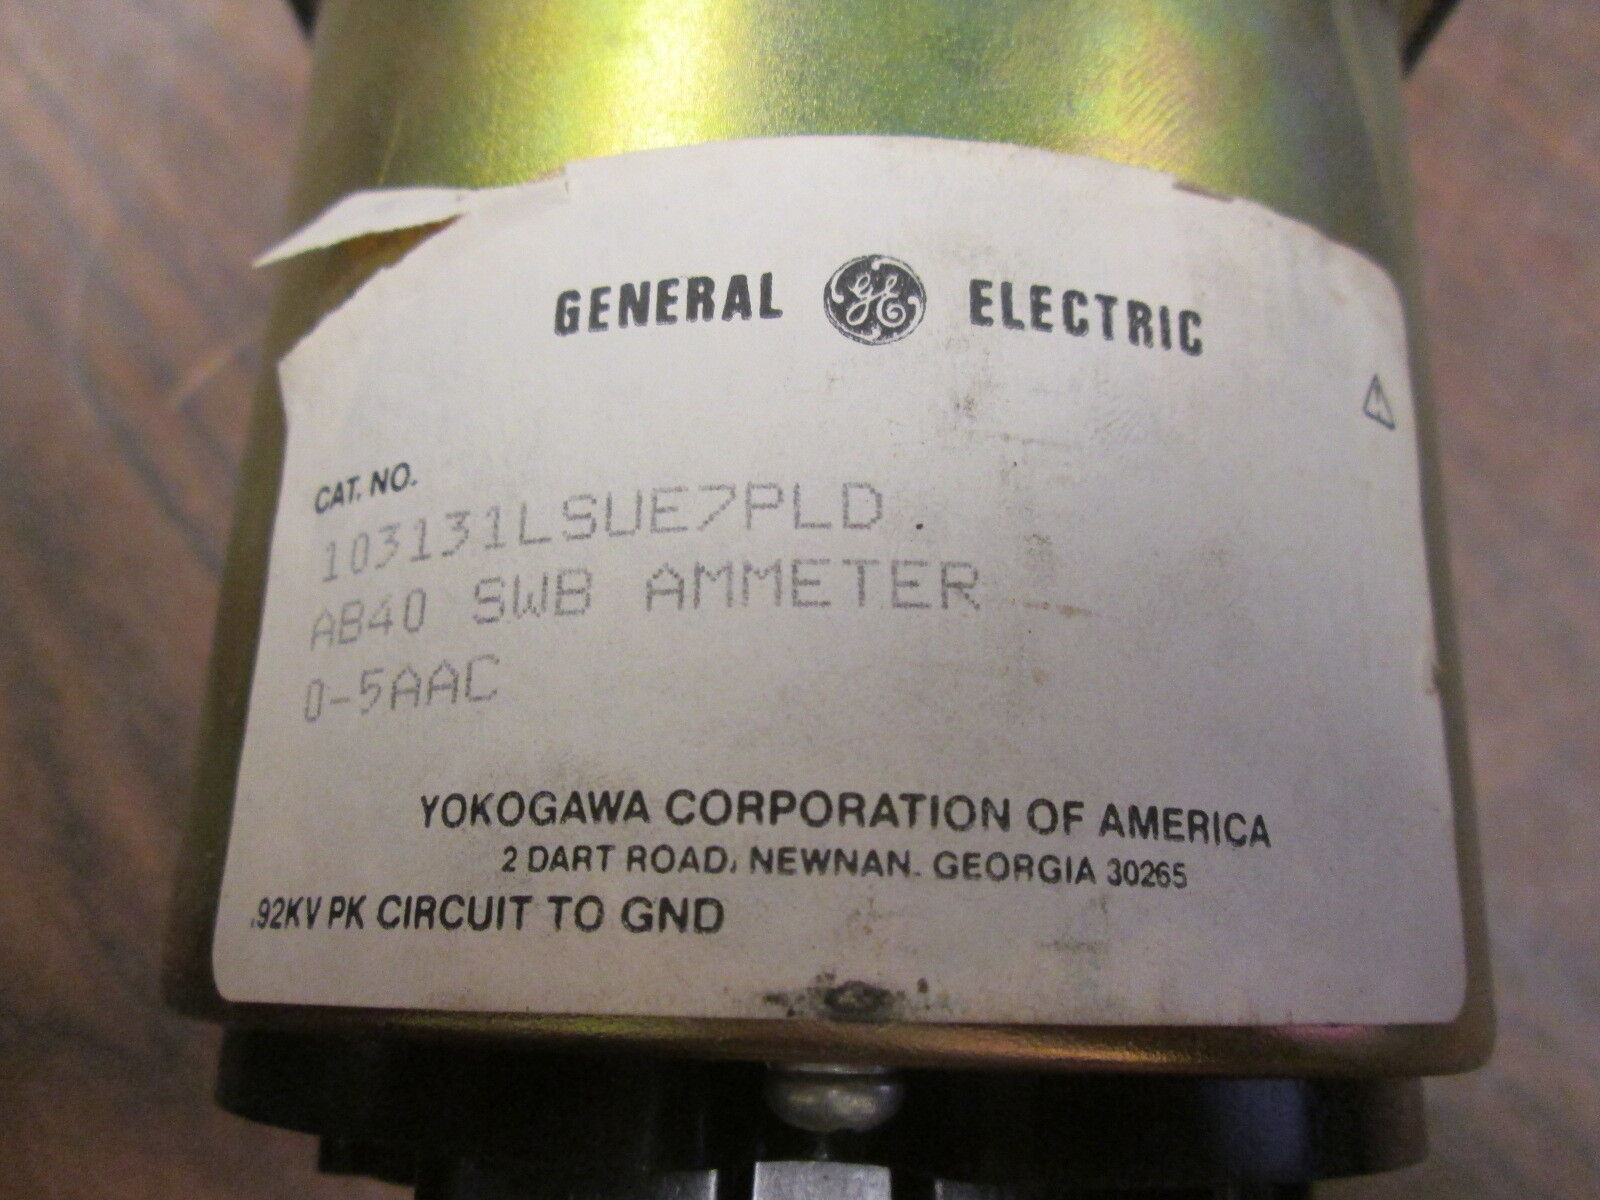 GENERAL GE ELECTRIC
CAT. NO.
103131LSUE7PLD
AB40 SWB AMMETER
0-5AAC
YOKOGAWA CORPORATION OF AMERICA
2 DART ROAD, NEWNAN. GEORGIA 30265
.92KV PK CIRCUIT TO GND